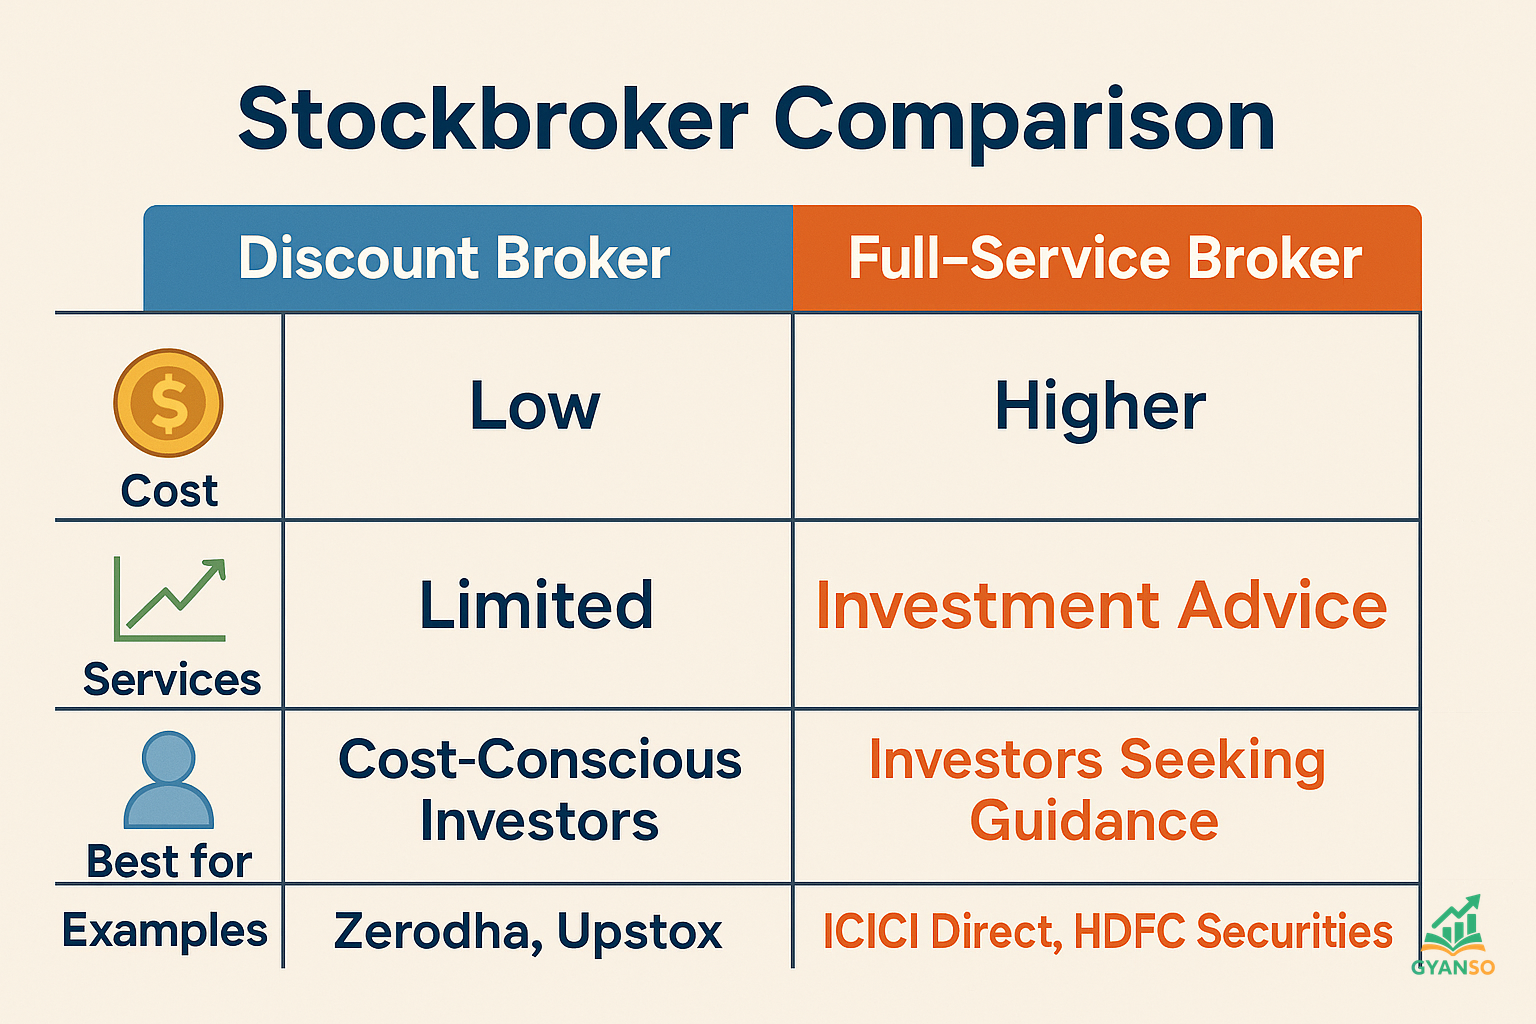 Stockbroker Comparison
Discount Broker
Full-Service Broker
$
Cost
Low
Higher
Services
Limited
Investment Advice
Best for
Cost-Conscious
Investors
Investors Seeking
Guidance
Examples
Zerodha, Upstox
ICICI Direct, HDFC Securities
GYANSO